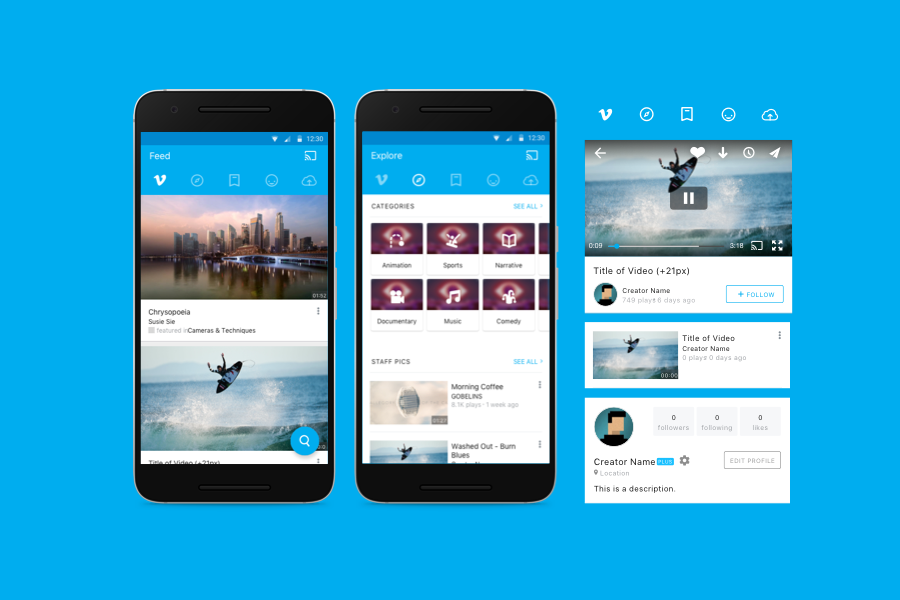 12:30
Feed
01:52
Chrysopoeia
Susie Sie
featured in Cameras & Techniques
Title of Video (+21px)
12:30
Explore
CATEGORIES
SEE ALL >
Animation
Sports
Narrative
Documentary
Music
Comedy
STAFF PICS
SEE ALL >
Morning Coffee
GOBELINS
8.1K plays · 1 week ago
Washed Out - Burn
Blues
0:09
3:18
Title of Video (+21px)
Creator Name
749 plays 6 days ago
+ FOLLOW
Title of Video
Creator Name
0 plays 0 days ago
00:00
0
followers
0
following
0
likes
Creator Name PLUS
Location
EDIT PROFILE
This is a description.